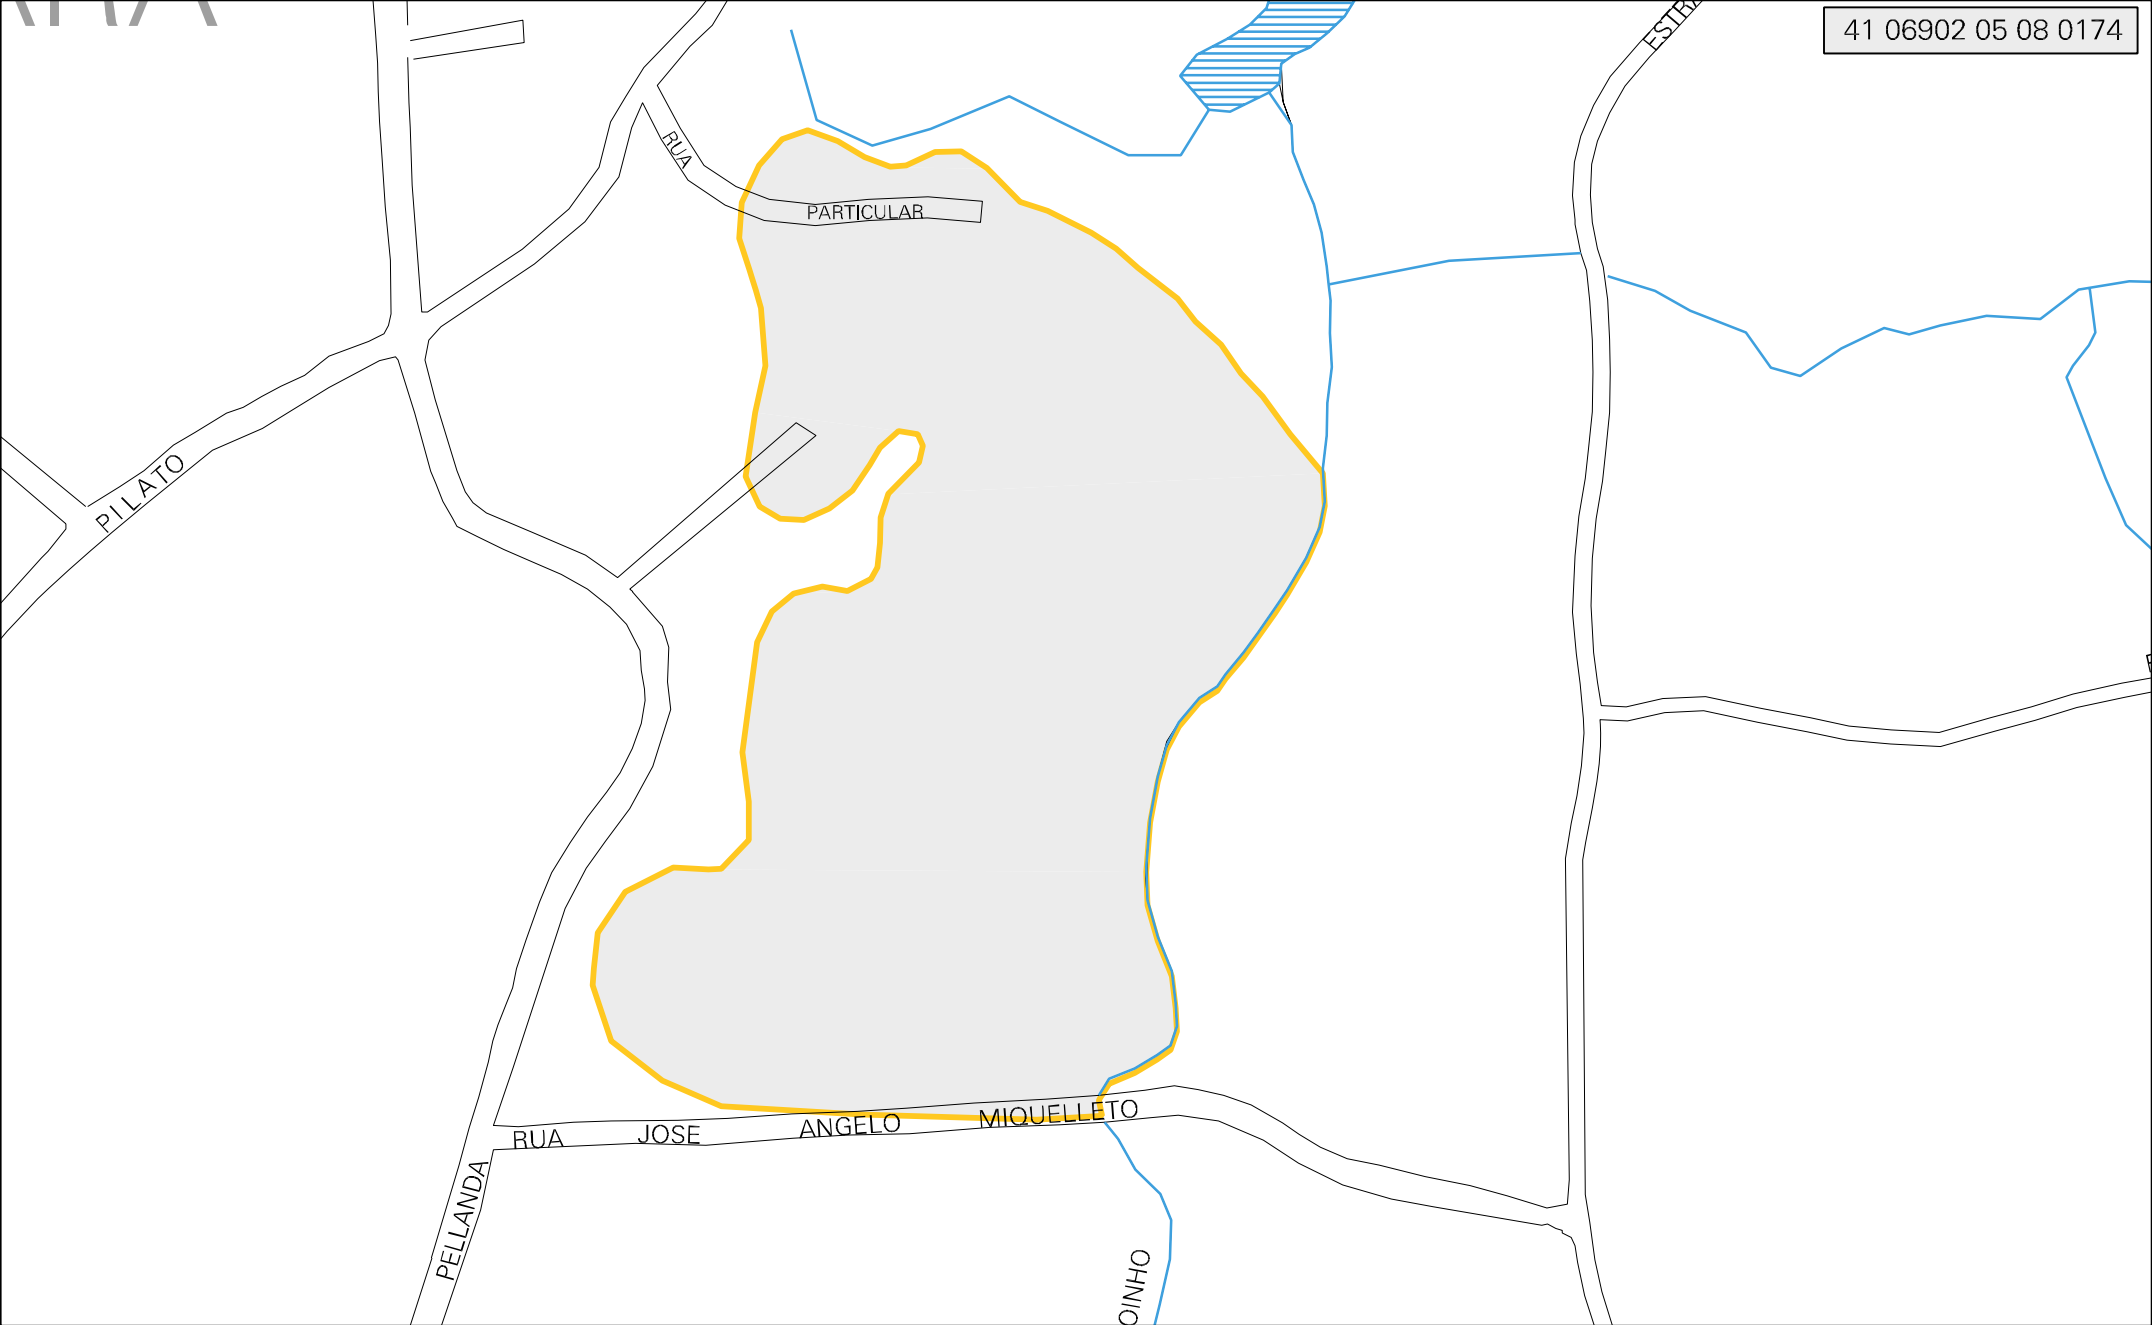 41 06902 05 08 0174
RUA
PARTICULAR
PILATO
RUA JOSE ANGELO MIQUELLETO
PELLANDA